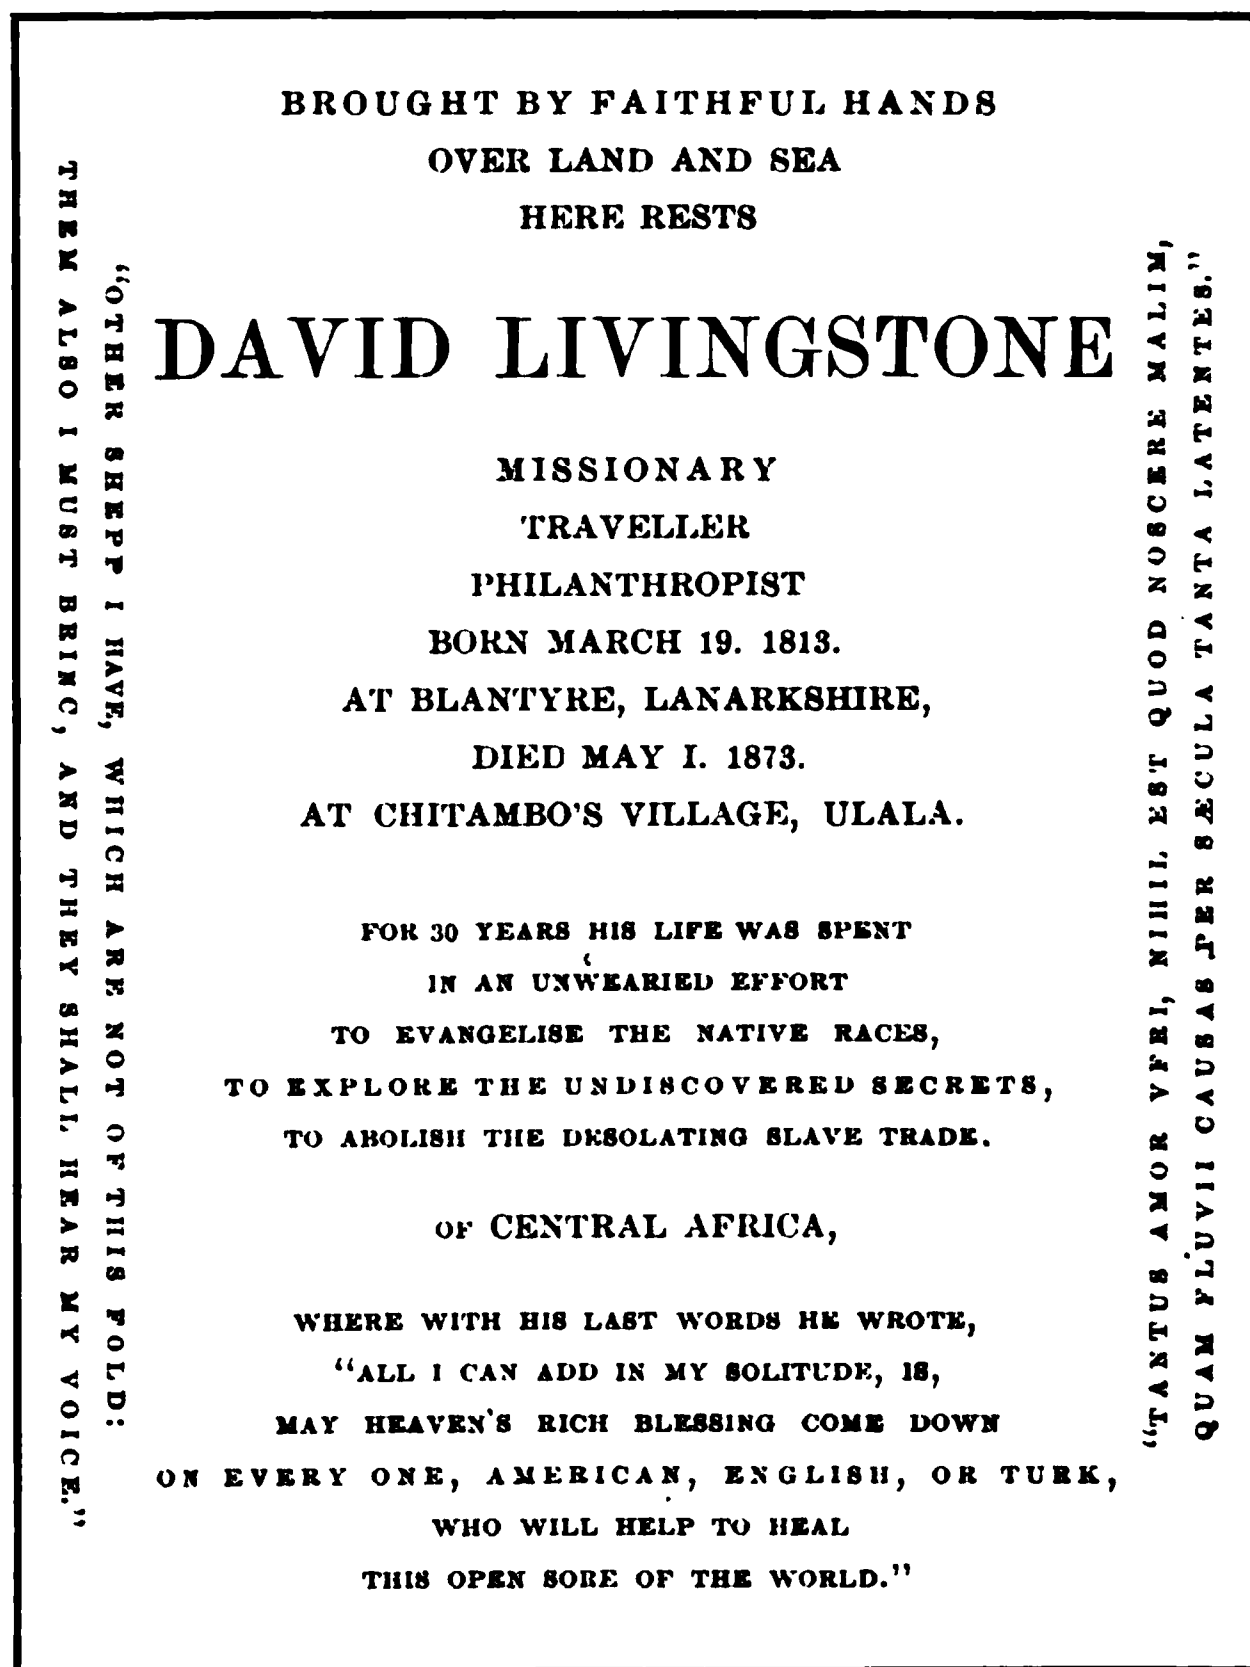 BROUGHT BY FAITHFUL HANDS
OVER LAND AND SEA
HERE RESTS
DAVID LIVINGSTONE
MISSIONARY
TRAVELLER
PHILANTHROPIST
BORN MARCH 19. 1813.
AT BLANTYRE, LANARKSHIRE,
DIED MAY I. 1873.
AT CHITAMBO'S VILLAGE, ULALA.
FOR 30 YEARS HIS LIFE WAS SPENT
IN AN UNWEARIED EFFORT
TO EVANGELISE THE NATIVE RACES,
TO EXPLORE THE UNDISCOVERED SECRETS,
TO ABOLISH THE DESOLATING SLAVE TRADE.
OF CENTRAL AFRICA,
WHERE WITH HIS LAST WORDS HE WROTE,
“ALL I CAN ADD IN MY SOLITUDE, IS,
MAY HEAVEN'S RICH BLESSING COME DOWN
ON EVERY ONE, AMERICAN, ENGLISH, OR TURK,
WHO WILL HELP TO HEAL
THIS OPEN SORE OF THE WORLD.”
“OTHER SHEPP I HAVE, WHICH ARE NOT OF THIS FOLD:
THEM ALSO I MUST BRINC, AND THEY SHALL HEAR MY VOICE.”
“TANTUS AMOR VFRI, NIHIL EST QUOD NOSCERE MALIM,
QUAM FLUVII CAUSAS PER SÆCULA TANTA LATENTES.”